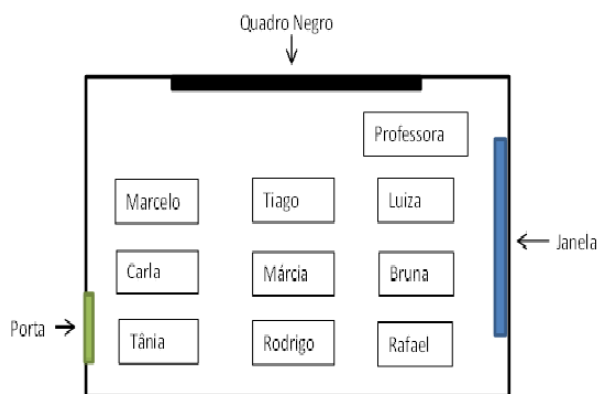 Quadro Negro
Professora
Marcelo
Tiago
Luiza
Janela
Carla
Márcia
Bruna
Porta
Tânia
Rodrigo
Rafael